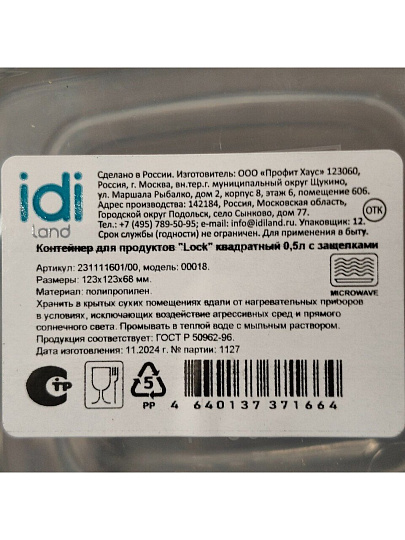 idi
Land
Сделано в России. Изготовитель: ООО «Профит Хаус» 123060,
Россия, г. Москва, вн.тер.г. муниципальный округ Щукино,
ул. Маршала Рыбалко, дом 2, корпус 8, этаж 6, помещение 606.
Адрес производства: 142184, Россия, Московская область,
Городской округ Подольск, село Сынково, дом 77.
Тел.: +7 (495) 789-50-95; e-mail: info@idiland.ru. Упаковщик: 12.
Срок службы (годности) не ограничен. Применения в быту.
ОТК
Контейнер для продуктов "Lock" квадратный 0,5л с защелками
Артикул: 231111601/00, модель: 00018.
Размеры: 123х123х68 мм.
Материал: полипропилен.
MICROWAVE
Хранить в крытых сухих помещениях вдали от нагревательных приборов
в условиях, исключающих воздействие агрессивных сред и прямого
солнечного света. Промывать в теплой воде с мыльным раствором.
Продукция соответствует: ГОСТ Р 50962-96.
Дата изготовления: 11.2024 г. № партии: 1127
5
PP
4 640137 371664